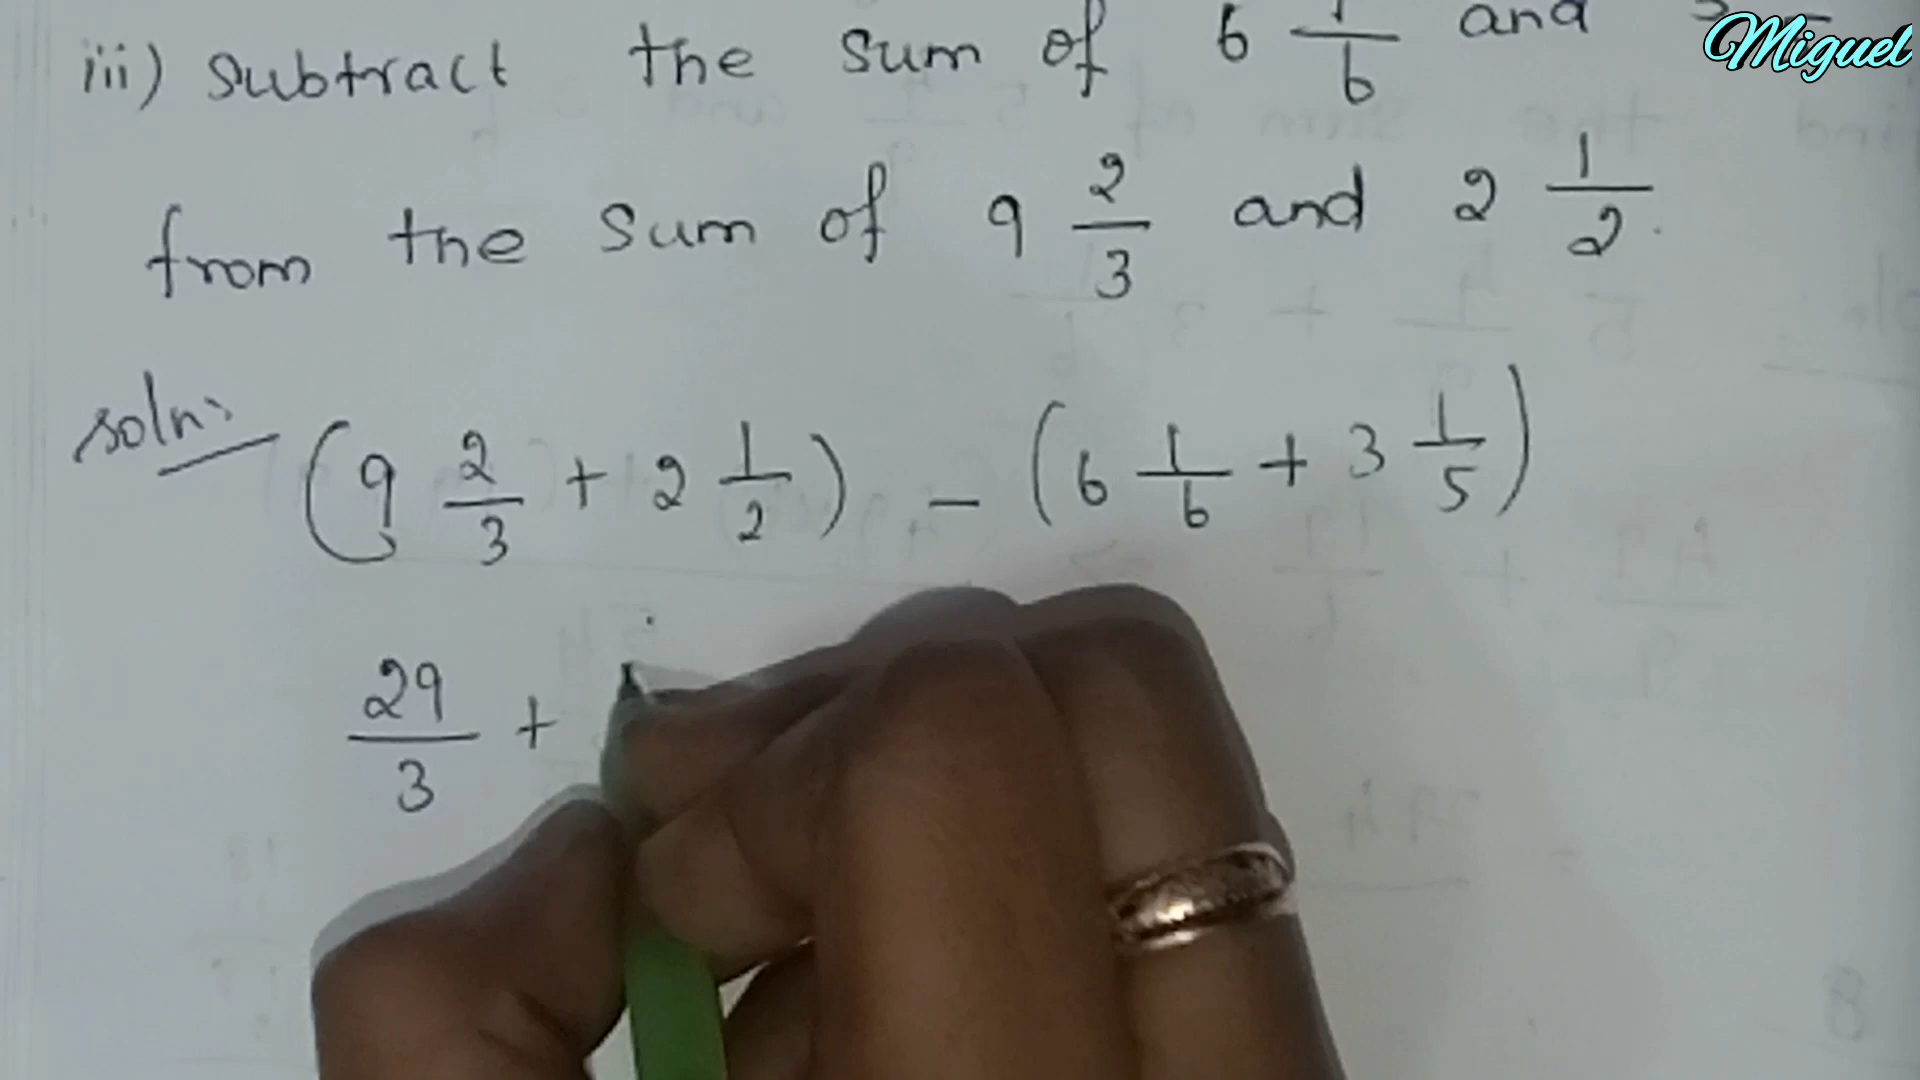 iii) Subtract the sum of 6 1/6 and 3
from the sum of 9 2/3 and 2 1/2.
soln: (9 2/3 + 2 1/2) - (6 1/6 + 3 1/5)
29/3 +
Miguel